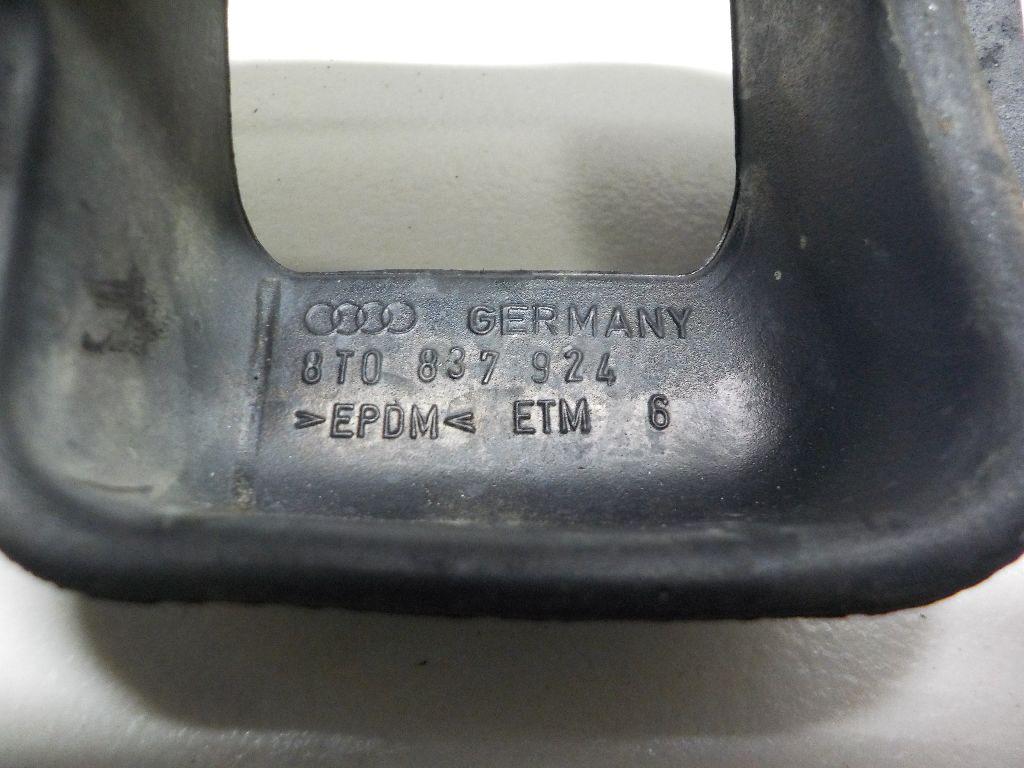 GERMANY
8T0 837 924
>EPDM< ETM 6